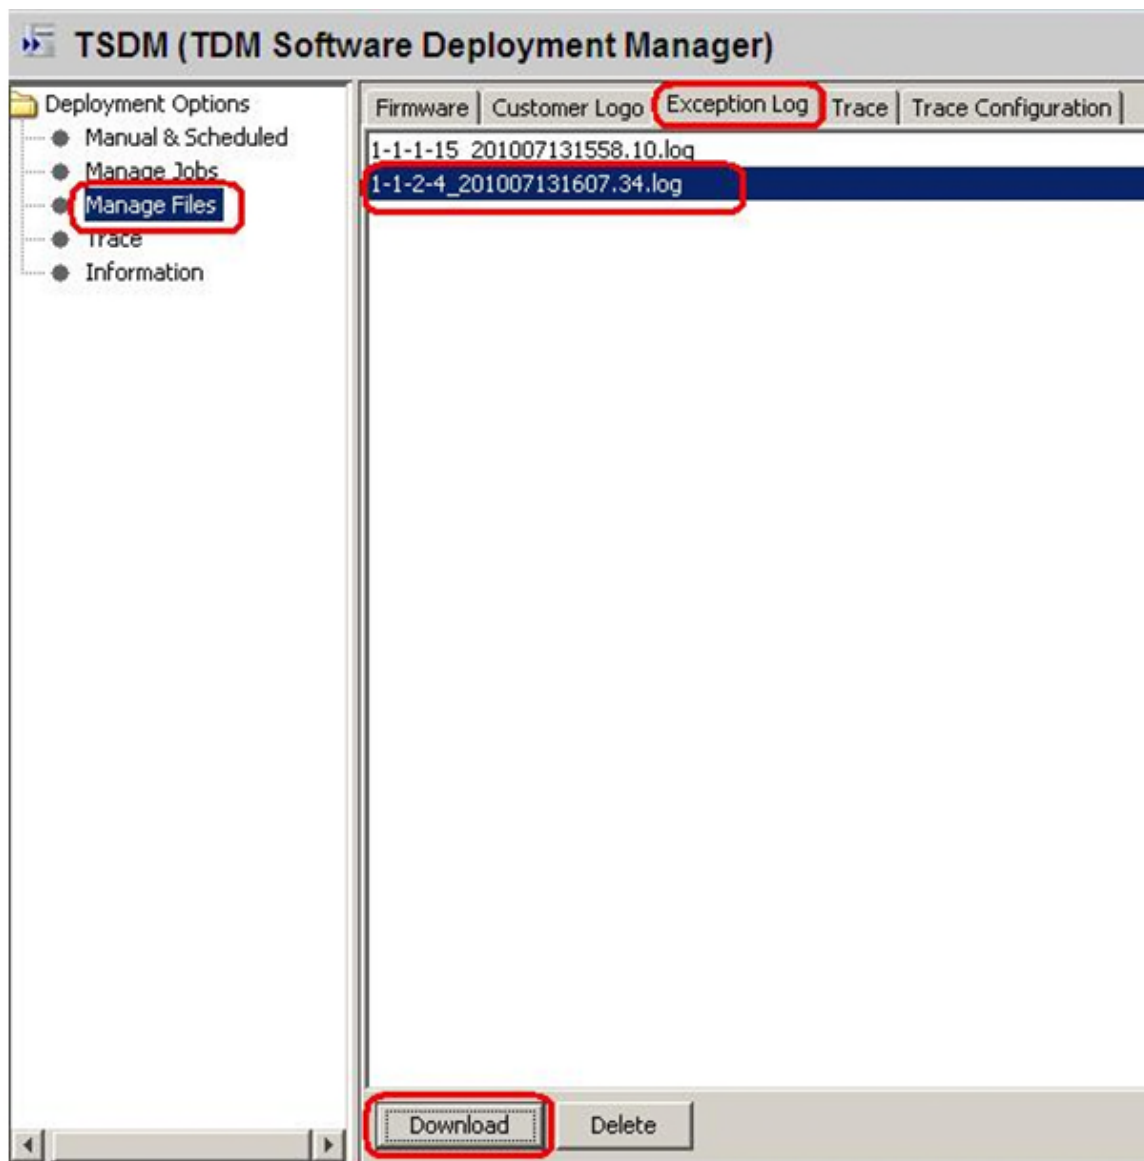 TSDM (TDM Software Deployment Manager)
Deployment Options
Manual & Scheduled
Manage Jobs
Manage Files
Trace
Information
Firmware Customer Logo Exception Log Trace Trace Configuration
1-1-1-15_201007131558.10.log
1-1-2-4_201007131607.34.log
Download Delete